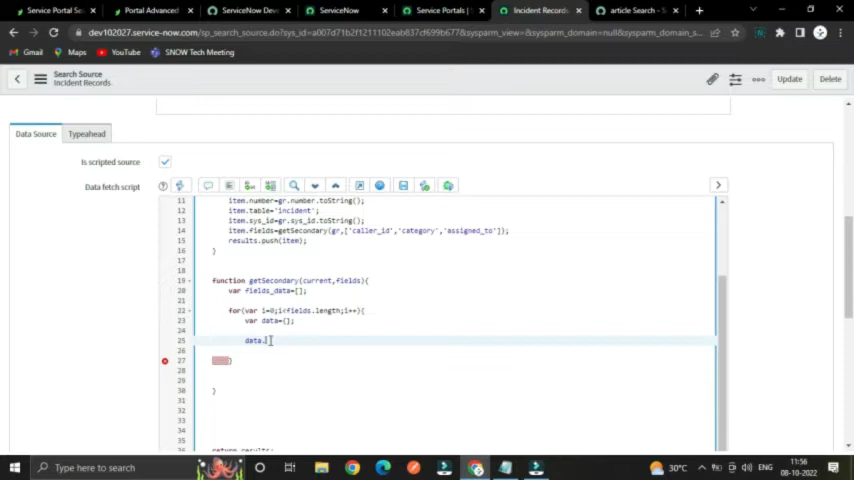 Service Portal Se
Portal Advanced
ServiceNow Dev
ServiceNow
Service Portals |
Incident Records
article Search - S
dev102027.service-now.com/sp_search_source.do?sys_id=a007d71b2f1211102eab837cf699b677&sysparm_view=&sysparm_domain=null&sysparm_domain_s
Gmail
Maps
YouTube
SNOW Tech Meeting
Search Source
Incident Records
Update
Delete
Data Source
Typeahead
Is scripted source
Data fetch script
11 item.number=gr.number.toString();
12 item.table='incident';
13 item.sys_id=gr.sys_id.toString();
14 item.fields=getSecondary(gr,['caller_id','category','assigned_to']);
15 results.push(item);
16 }
17
18
19 function getSecondary(current,fields){
20 var fields_data=[];
21
22 for(var i=0;i<fields.length;i++){
23 var data={};
24
25 data.
26
27 }
28
29
30 }
31
32
33
34
35
36 return results;
Type here to search
30°C
ENG
11:56
08-10-2022